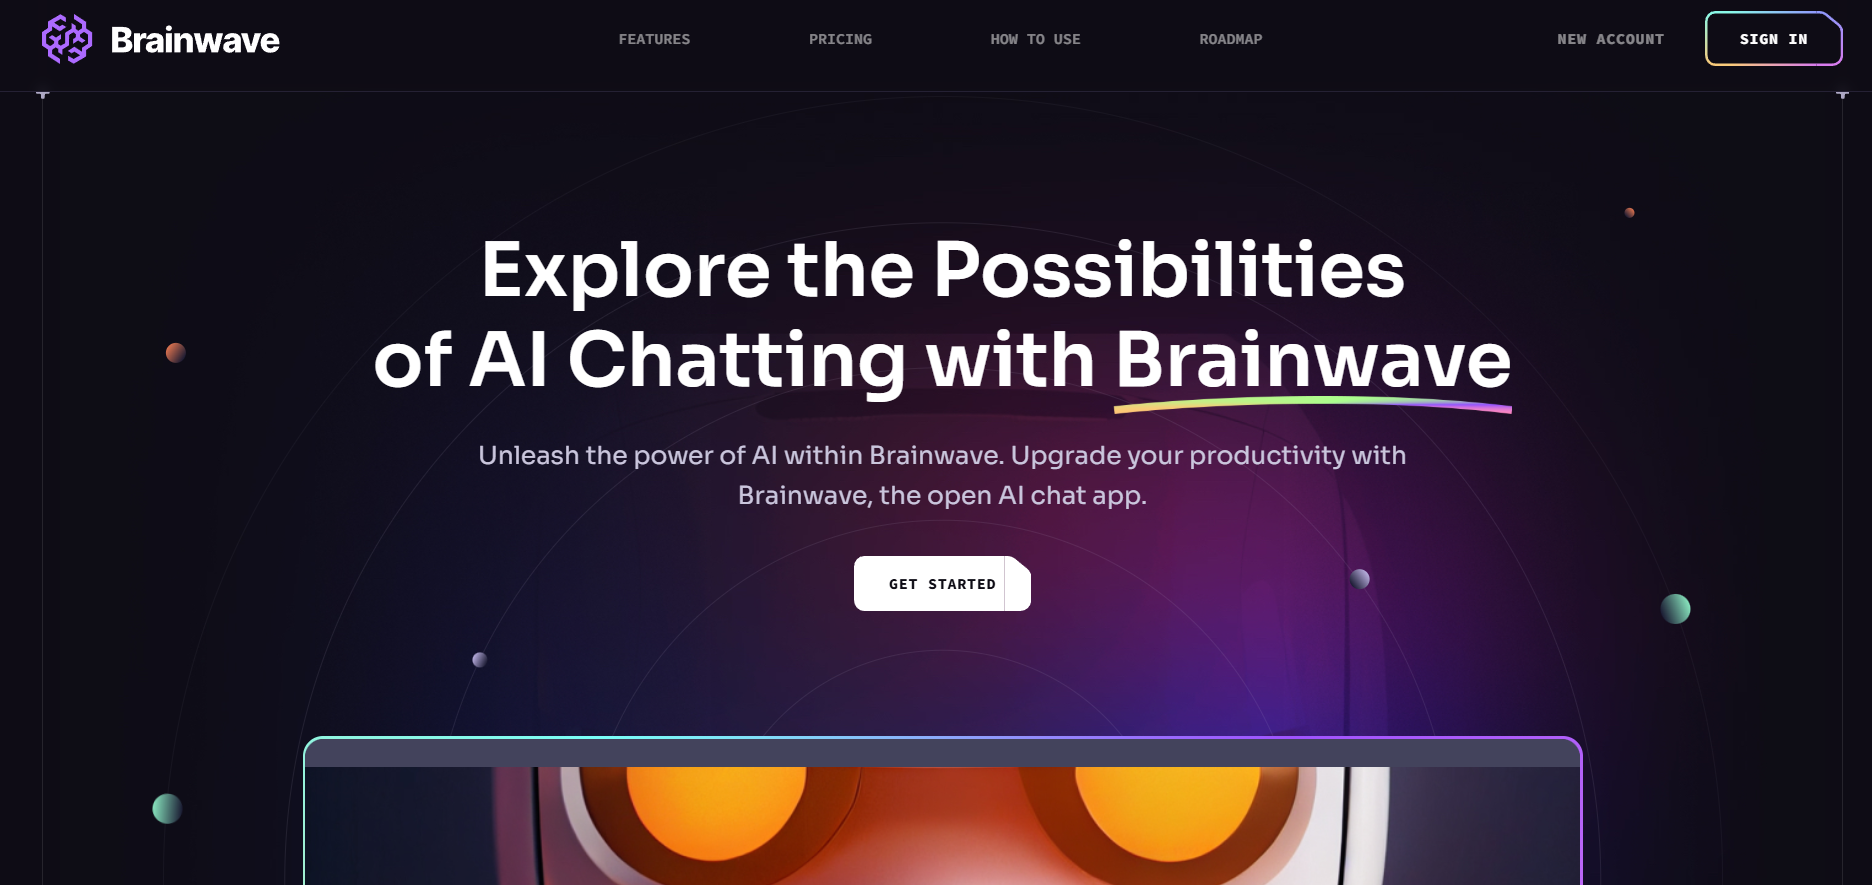 Brainwave
FEATURES
PRICING
HOW TO USE
ROADMAP
NEW ACCOUNT
SIGN IN
Explore the Possibilities
of AI Chatting with Brainwave
Unleash the power of AI within Brainwave. Upgrade your productivity with
Brainwave, the open AI chat app.
GET STARTED